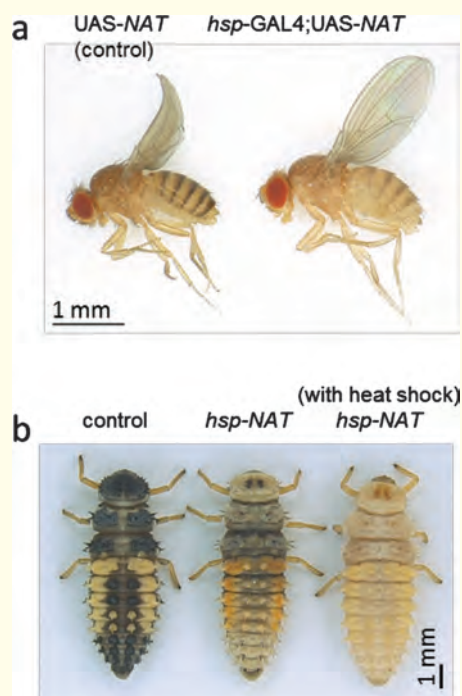 a
UAS-NAT hsp-GAL4;UAS-NAT
(control)
1 mm
(with heat shock)
control hsp-NAT hsp-NAT
b
1 mm